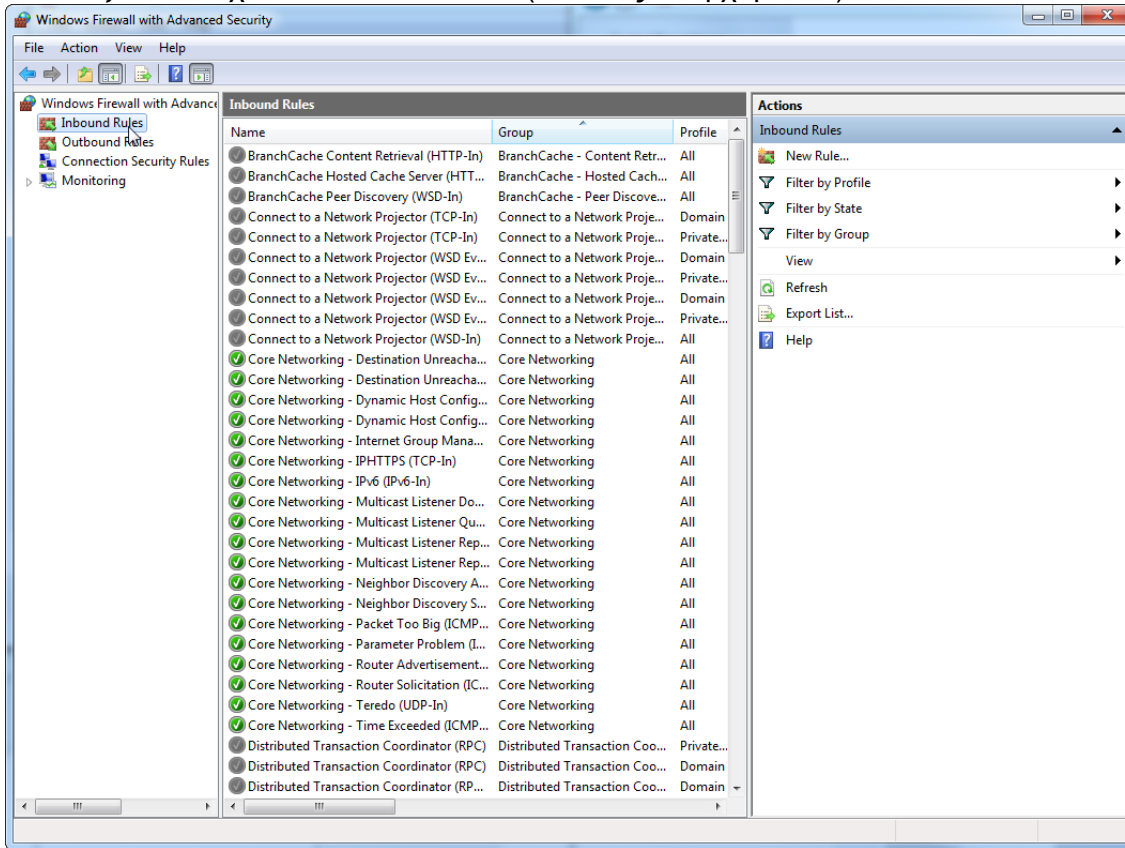 Windows Firewall with Advanced Security
File Action View Help
Windows Firewall with Advance
Inbound Rules
Outbound Rules
Connection Security Rules
Monitoring
Inbound Rules
Name Group Profile
BranchCache Content Retrieval (HTTP-In) BranchCache - Content Retr... All
BranchCache Hosted Cache Server (HTT... BranchCache - Hosted Cach... All
BranchCache Peer Discovery (WSD-In) BranchCache - Peer Discove... All
Connect to a Network Projector (TCP-In) Connect to a Network Proje... Domain
Connect to a Network Projector (TCP-In) Connect to a Network Proje... Private...
Connect to a Network Projector (WSD Ev... Connect to a Network Proje... Domain
Connect to a Network Projector (WSD Ev... Connect to a Network Proje... Private...
Connect to a Network Projector (WSD Ev... Connect to a Network Proje... Domain
Connect to a Network Projector (WSD Ev... Connect to a Network Proje... Private...
Connect to a Network Projector (WSD-In) Connect to a Network Proje... All
Core Networking - Destination Unreacha... Core Networking All
Core Networking - Destination Unreacha... Core Networking All
Core Networking - Dynamic Host Config... Core Networking All
Core Networking - Dynamic Host Config... Core Networking All
Core Networking - Internet Group Mana... Core Networking All
Core Networking - IPHTTPS (TCP-In) Core Networking All
Core Networking - IPv6 (IPv6-In) Core Networking All
Core Networking - Multicast Listener Do... Core Networking All
Core Networking - Multicast Listener Qu... Core Networking All
Core Networking - Multicast Listener Rep... Core Networking All
Core Networking - Multicast Listener Rep... Core Networking All
Core Networking - Neighbor Discovery A... Core Networking All
Core Networking - Neighbor Discovery S... Core Networking All
Core Networking - Packet Too Big (ICMP... Core Networking All
Core Networking - Parameter Problem (I... Core Networking All
Core Networking - Router Advertisement... Core Networking All
Core Networking - Router Solicitation (IC... Core Networking All
Core Networking - Teredo (UDP-In) Core Networking All
Core Networking - Time Exceeded (ICMP... Core Networking All
Distributed Transaction Coordinator (RPC) Distributed Transaction Coo... Private...
Distributed Transaction Coordinator (RPC) Distributed Transaction Coo... Domain
Distributed Transaction Coordinator (RP... Distributed Transaction Coo... Domain
Actions
Inbound Rules
New Rule...
Filter by Profile
Filter by State
Filter by Group
View
Refresh
Export List...
Help